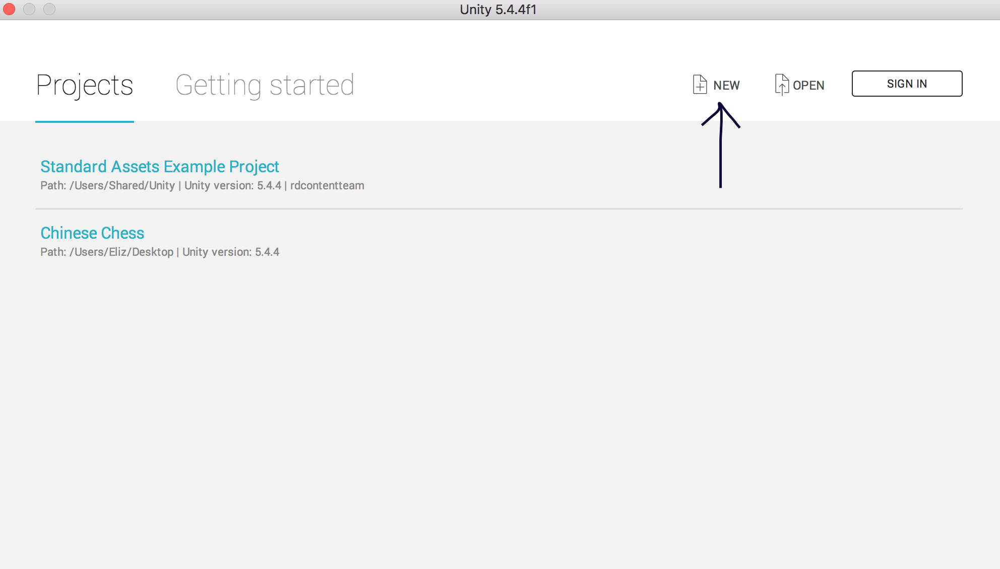 Unity 5.4.4f1
Projects
Getting started
NEW
OPEN
SIGN IN
Standard Assets Example Project
Path: /Users/Shared/Unity | Unity version: 5.4.4 | rdcontentteam
Chinese Chess
Path: /Users/Eliz/Desktop | Unity version: 5.4.4